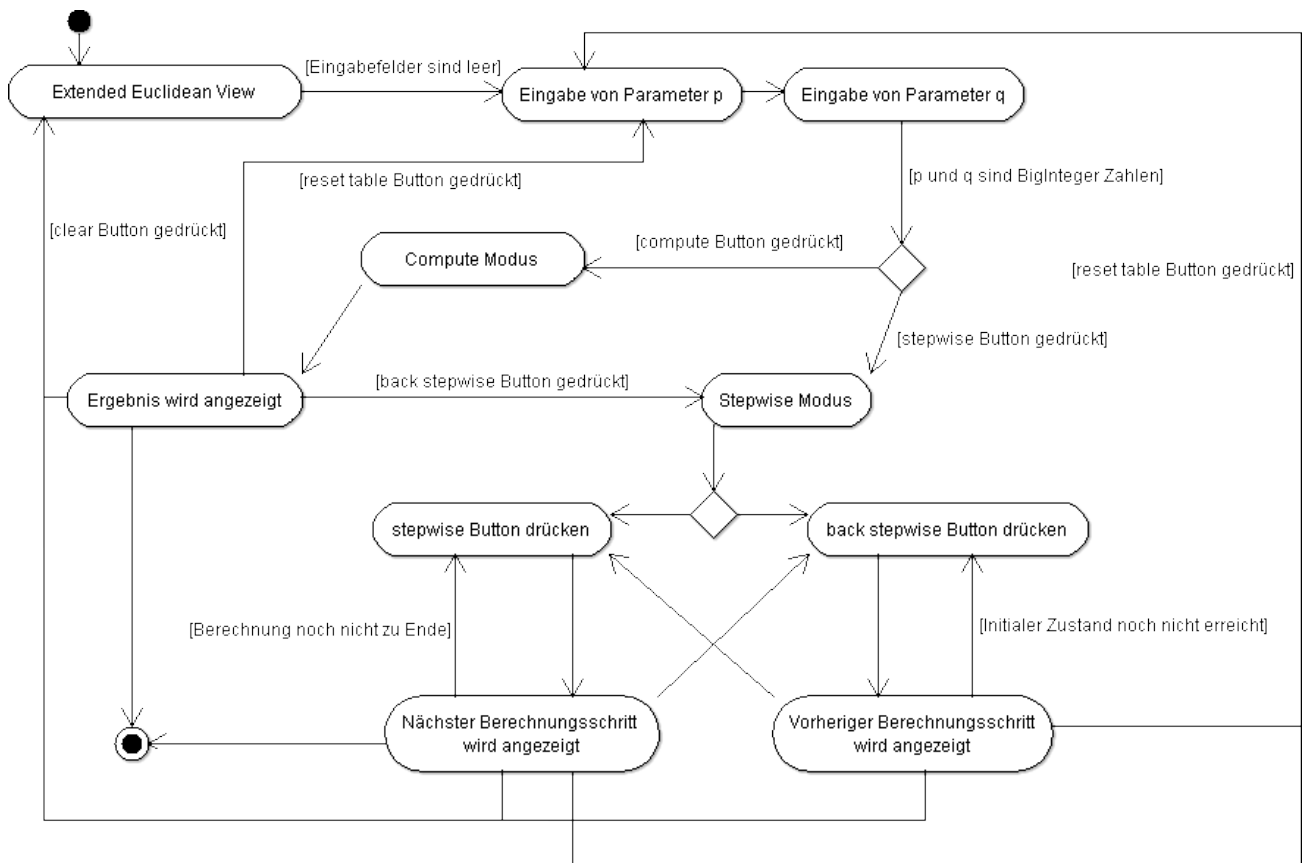 [Eingabefelder sind leer]
Extended Euclidean View
Eingabe von Parameter p
Eingabe von Parameter q
[p und q sind BigInteger Zahlen]
[reset table Button gedrückt]
[clear Button gedrückt]
[compute Button gedrückt]
Compute Modus
[reset table Button gedrückt]
[stepwise Button gedrückt]
[back stepwise Button gedrückt]
Ergebnis wird angezeigt
Stepwise Modus
stepwise Button drücken
back stepwise Button drücken
[Berechnung noch nicht zu Ende]
[Initialer Zustand noch nicht erreicht]
Nächster Berechnungsschritt
wird angezeigt
Vorheriger Berechnungsschritt
wird angezeigt